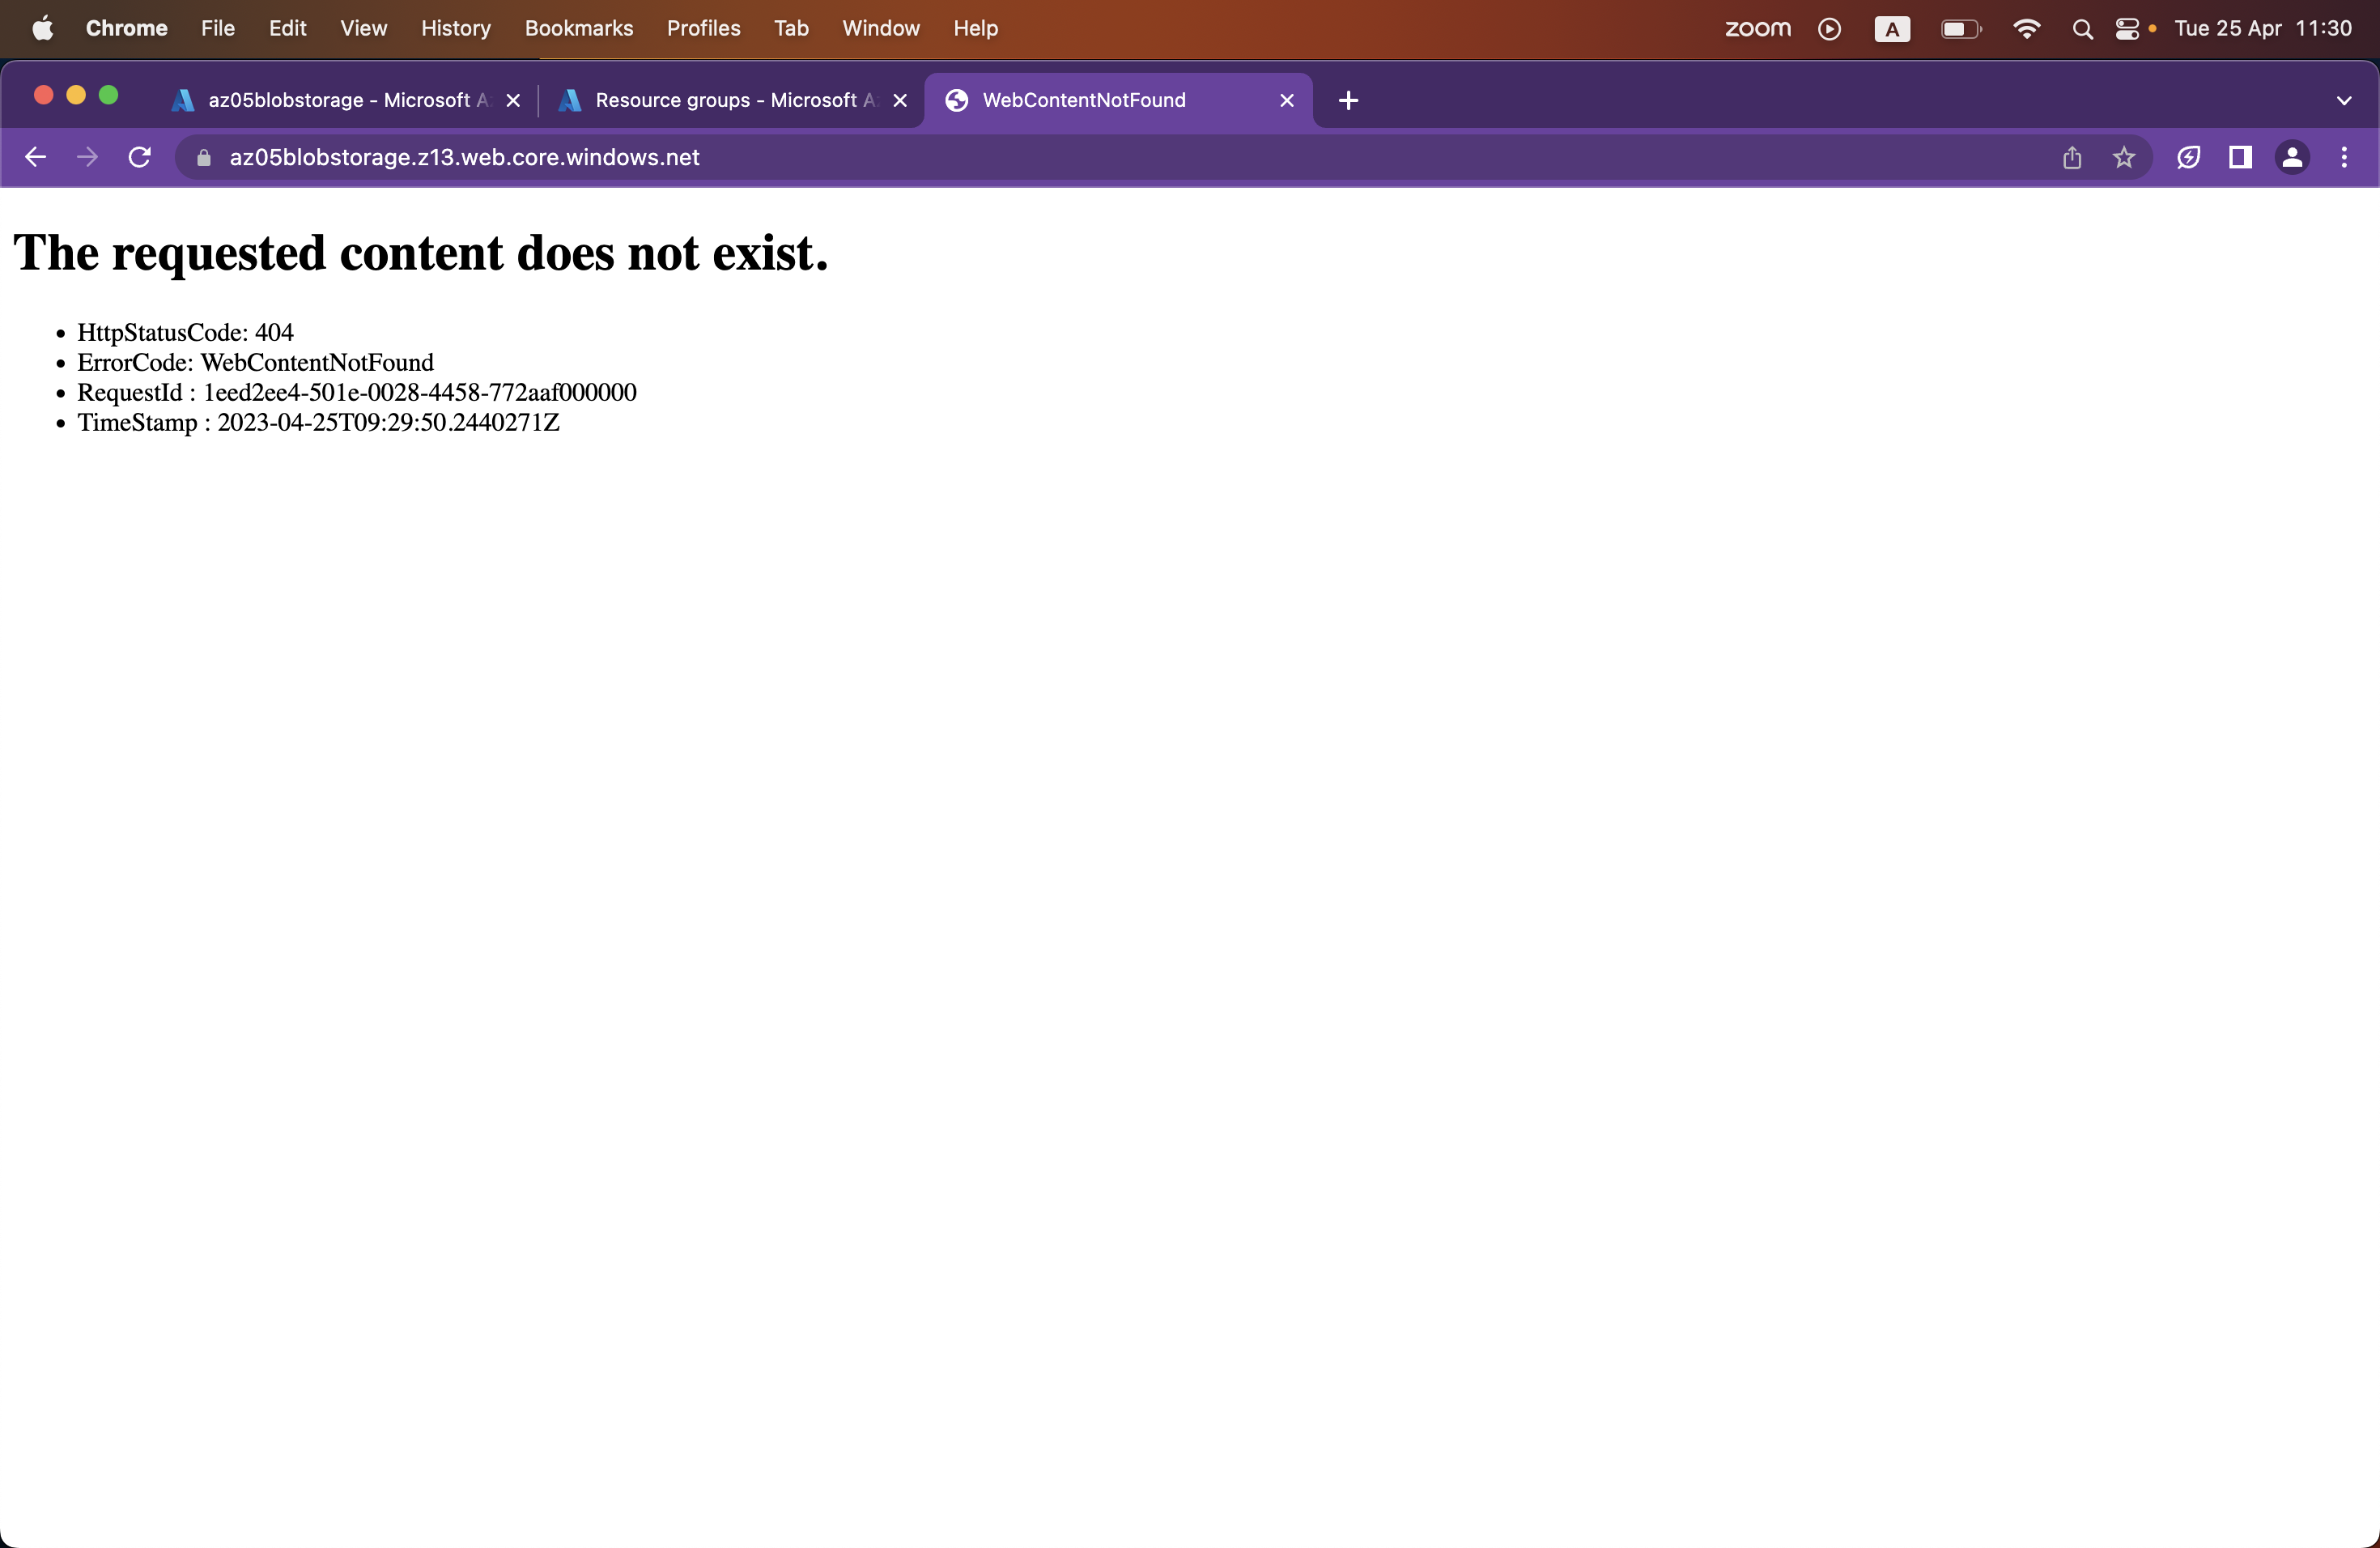 Chrome File Edit View History Bookmarks Profiles Tab Window Help zoom A Tue 25 Apr 11:30
az05blobstorage - Microsoft A Resource groups - Microsoft A WebContentNotFound
az05blobstorage.z13.web.core.windows.net
The requested content does not exist.
• HttpStatusCode: 404
• ErrorCode: WebContentNotFound
• RequestId : 1eed2ee4-501e-0028-4458-772aaf000000
• TimeStamp : 2023-04-25T09:29:50.2440271Z